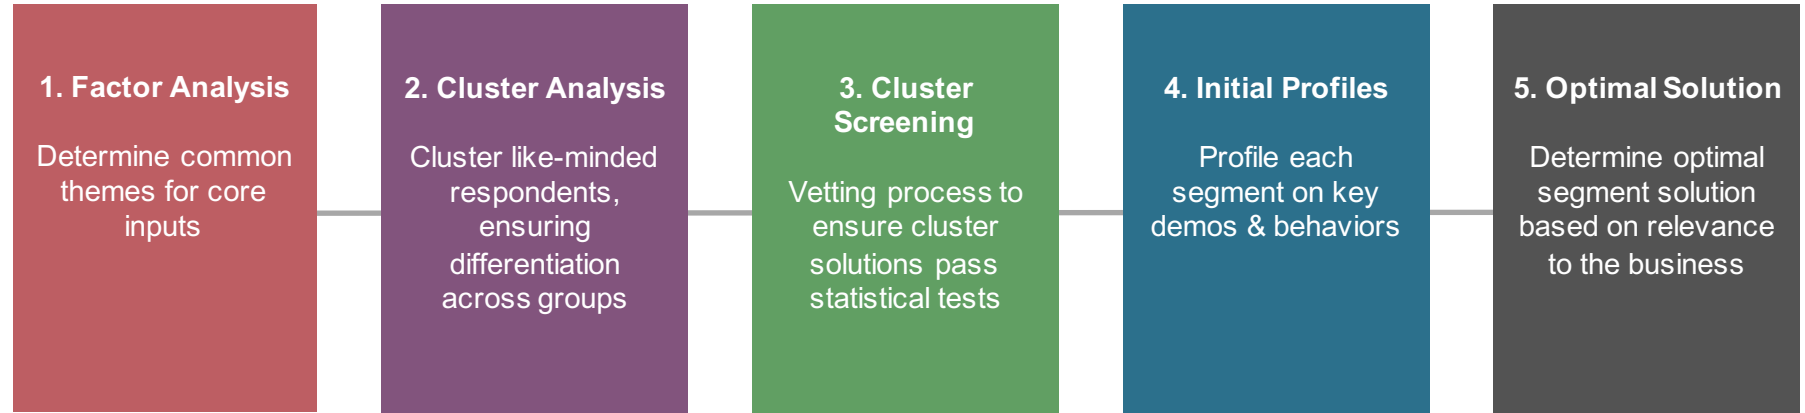 1. Factor Analysis
Determine common
themes for core
inputs
2. Cluster Analysis
Cluster like-minded
respondents,
ensuring
differentiation
across groups
3. Cluster
Screening
Vetting process to
ensure cluster
solutions pass
statistical tests
4. Initial Profiles
Profile each
segment on key
demos & behaviors
5. Optimal Solution
Determine optimal
segment solution
based on relevance
to the business